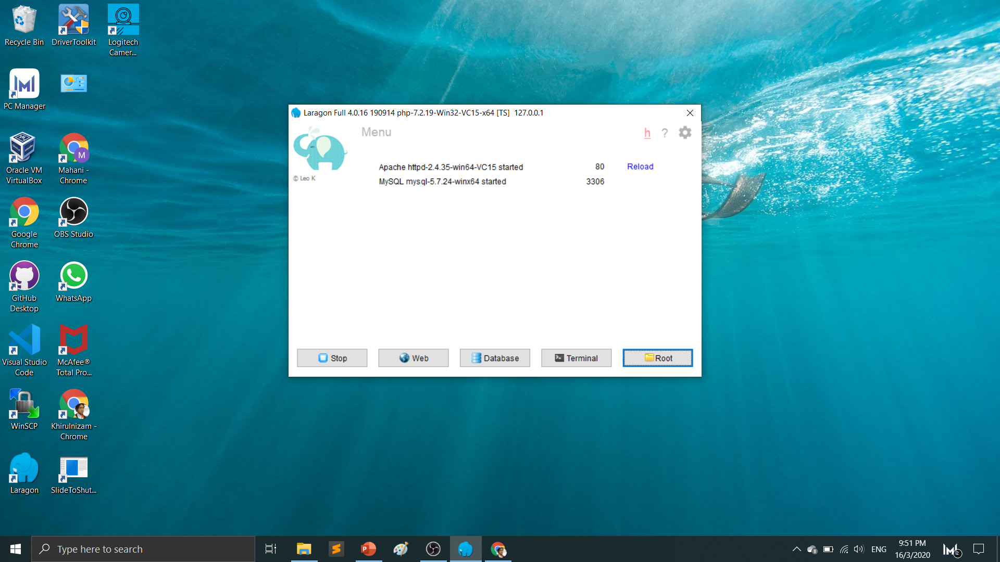 Recycle Bin
DriverToolkit
Logitech
Camer...
PC Manager
Oracle VM
VirtualBox
M
Mahani -
Chrome
Google
Chrome
OBS Studio
GitHub
Desktop
WhatsApp
Visual Studio
Code
McAfee®
Total Pro...
WinSCP
Khirulnizam -
Chrome
Laragon
SlideToShut...
Laragon Full 4.0.16 190914 php-7.2.19-Win32-VC15-x64 [TS] 127.0.0.1
Menu
h ?
© Leo K
Apache httpd-2.4.35-win64-VC15 started 80 Reload
MySQL mysql-5.7.24-winx64 started 3306
Stop Web Database Terminal Root
Type here to search
ENG
9:51 PM
16/3/2020
2